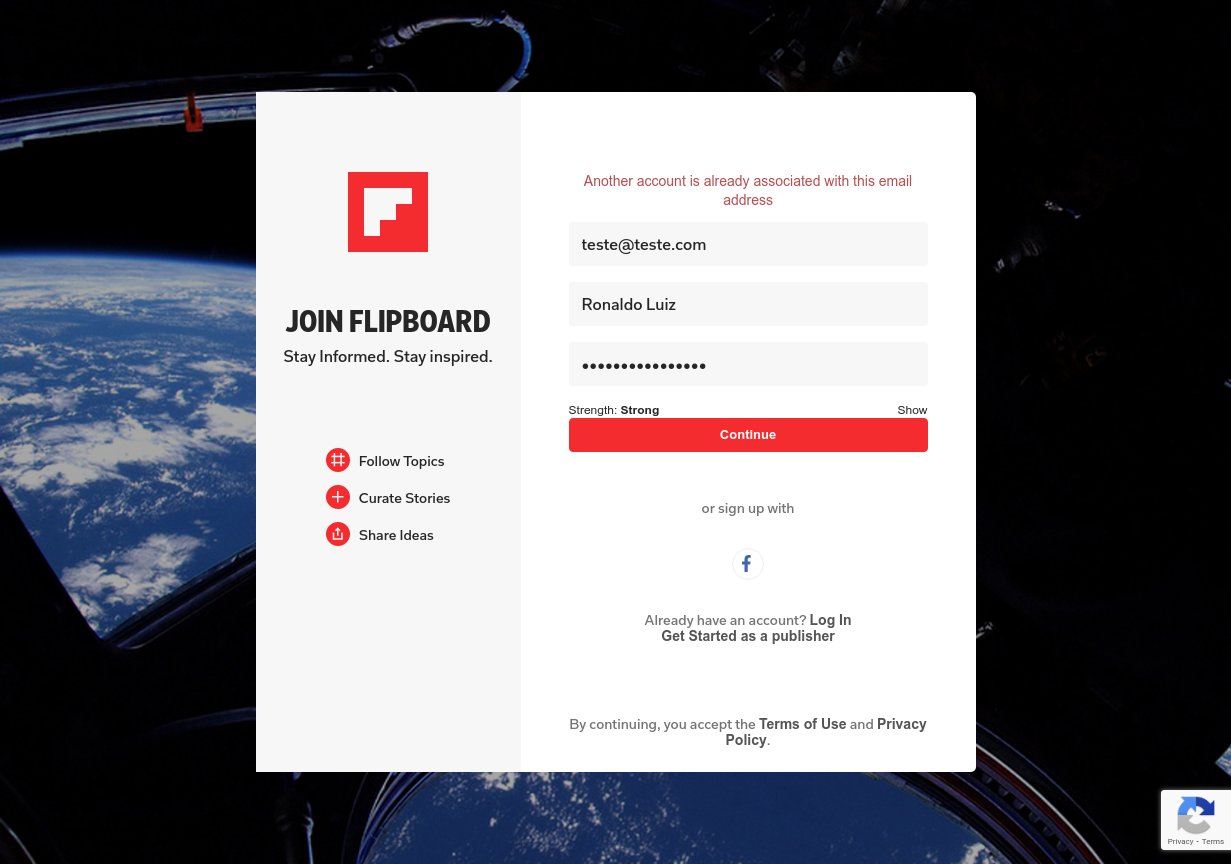 JOIN FLIPBOARD
Stay Informed. Stay inspired.
Follow Topics
Curate Stories
Share Ideas
Another account is already associated with this email
address
teste@teste.com
Ronaldo Luiz
••••••••••••••••
Strength: Strong
Show
Continue
or sign up with
Already have an account? Log In
Get Started as a publisher
By continuing, you accept the Terms of Use and Privacy
Policy.
Privacy - Terms